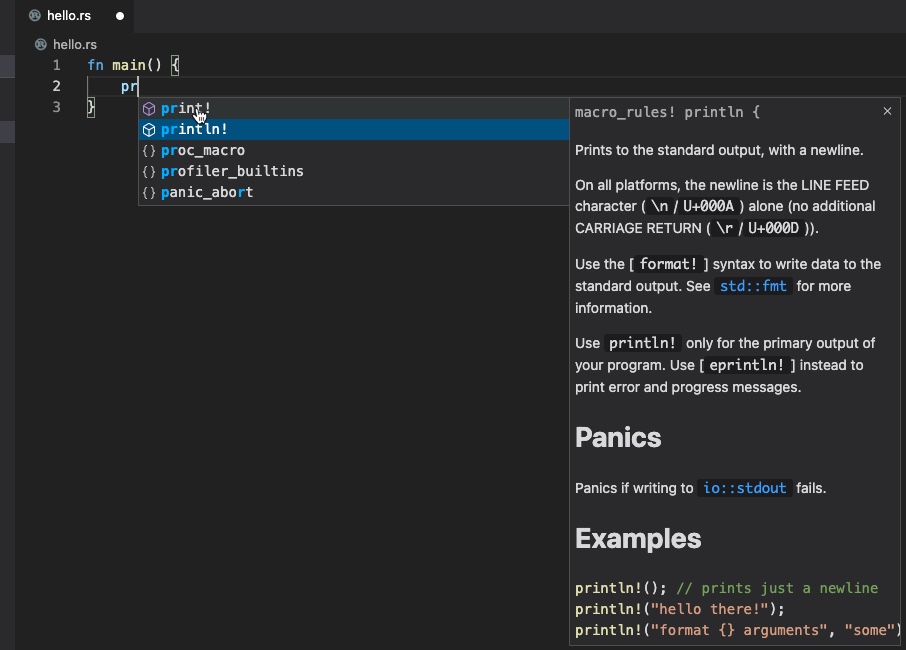 hello.rs
hello.rs
1 fn main() {
2 pr
3 }
print!
println!
proc_macro
profiler_builtins
panic_abort
macro_rules! println {
Prints to the standard output, with a newline.
On all platforms, the newline is the LINE FEED
character ( \n / U+000A ) alone (no additional
CARRIAGE RETURN ( \r / U+000D )).
Use the [ format! ] syntax to write data to the
standard output. See std::fmt for more
information.
Use println! only for the primary output of
your program. Use [ eprintln! ] instead to
print error and progress messages.
Panics
Panics if writing to io::stdout fails.
Examples
println!(); // prints just a newline
println!("hello there!");
println!("format {} arguments", "some")